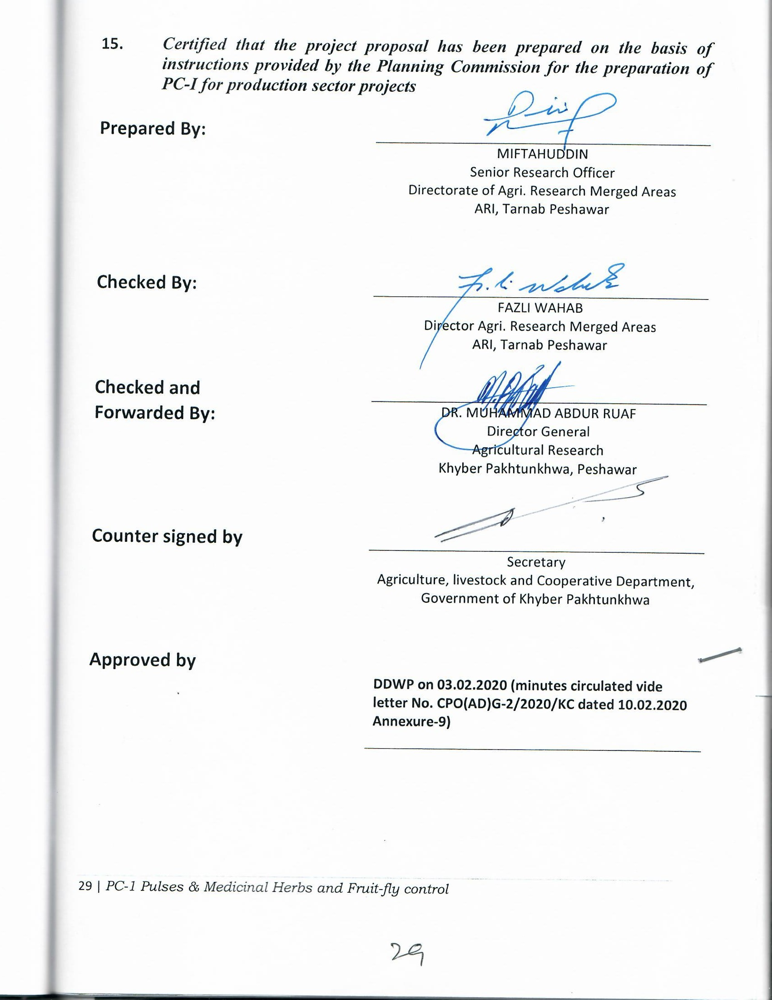 15. Certified that the project proposal has been prepared on the basis of
instructions provided by the Planning Commission for the preparation of
PC-I for production sector projects
Prepared By:
MIFTAHUDDIN
Senior Research Officer
Directorate of Agri. Research Merged Areas
ARI, Tarnab Peshawar
Checked By:
FAZLI WAHAB
Director Agri. Research Merged Areas
ARI, Tarnab Peshawar
Checked and
Forwarded By:
DR. MUHAMMAD ABDUR RUAF
Director General
Agricultural Research
Khyber Pakhtunkhwa, Peshawar
Counter signed by
Secretary
Agriculture, livestock and Cooperative Department,
Government of Khyber Pakhtunkhwa
Approved by
DDWP on 03.02.2020 (minutes circulated vide
letter No. CPO(AD)G-2/2020/KC dated 10.02.2020
Annexure-9)
29 | PC-1 Pulses & Medicinal Herbs and Fruit-fly control
29